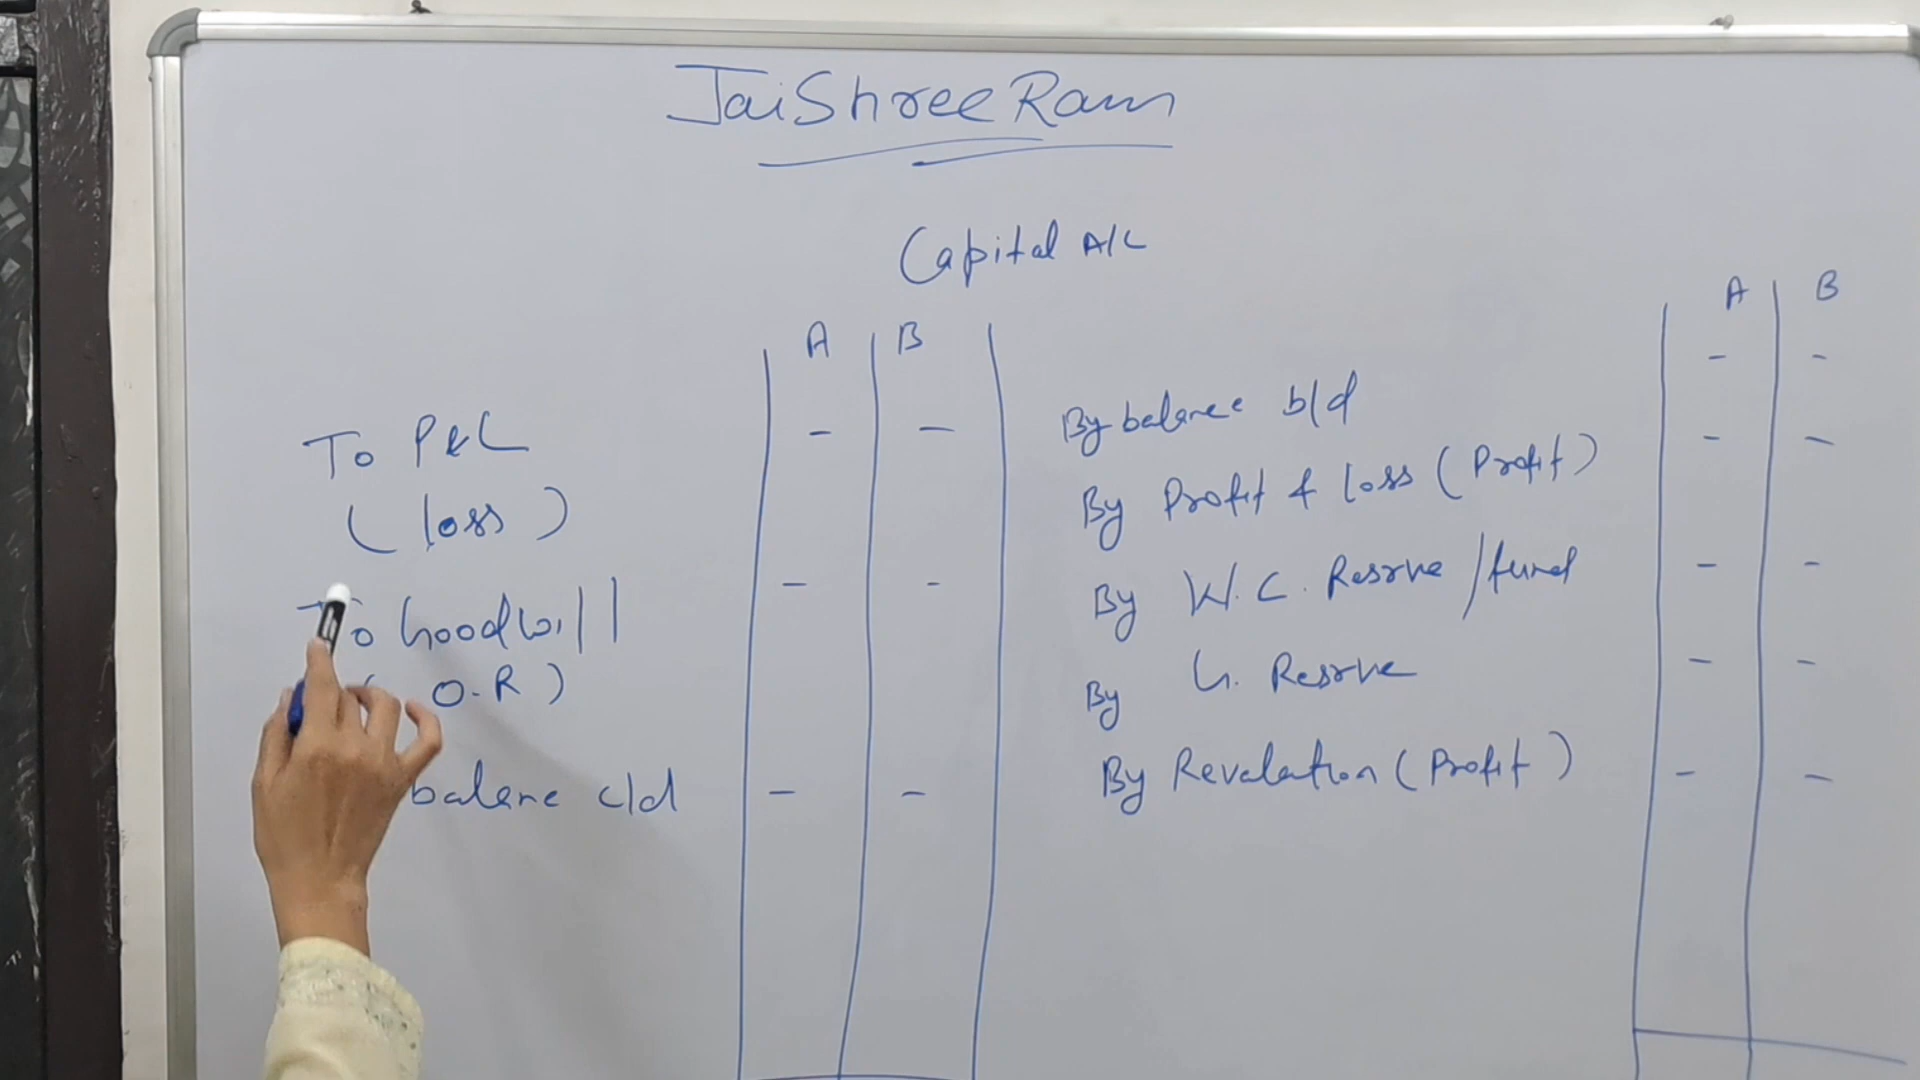 Jai Shree Ram
Capital A/C
A B
A B
To P&L
(loss)
To Goodwill
( O.R)
balance c/d
By balance b/d
By Profit & loss (Profit)
By W.C. Reserve / fund
By G. Reserve
By Revaluation (Profit)